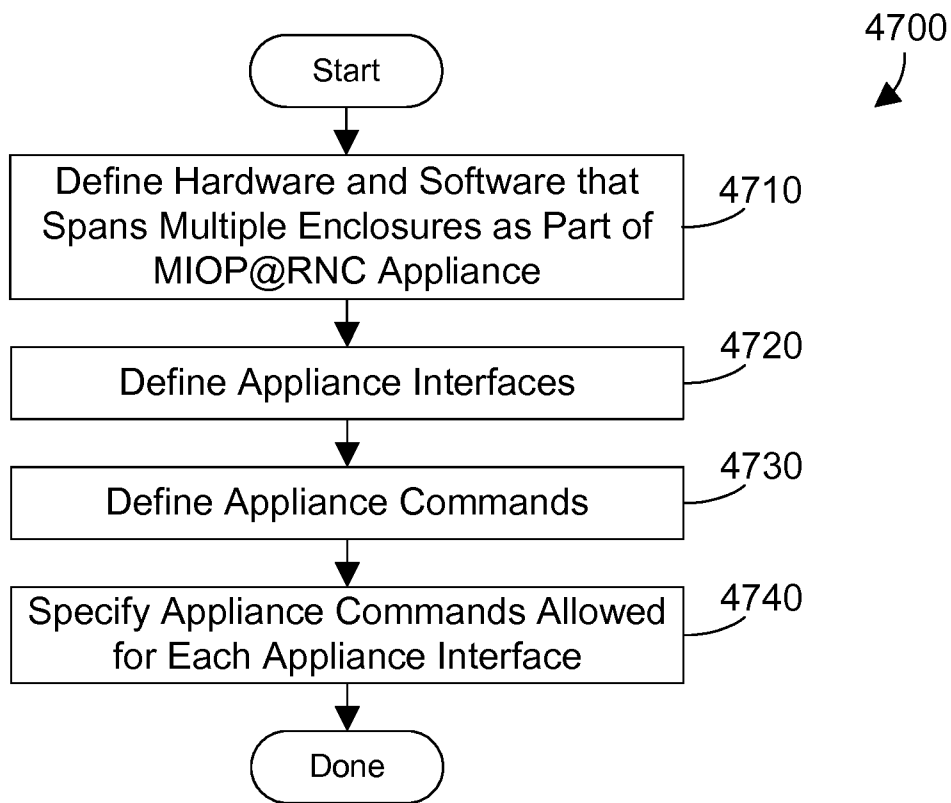 4700
Start
Define Hardware and Software that
Spans Multiple Enclosures as Part of
MIOP@RNC Appliance
4710
Define Appliance Interfaces
4720
Define Appliance Commands
4730
Specify Appliance Commands Allowed
for Each Appliance Interface
4740
Done